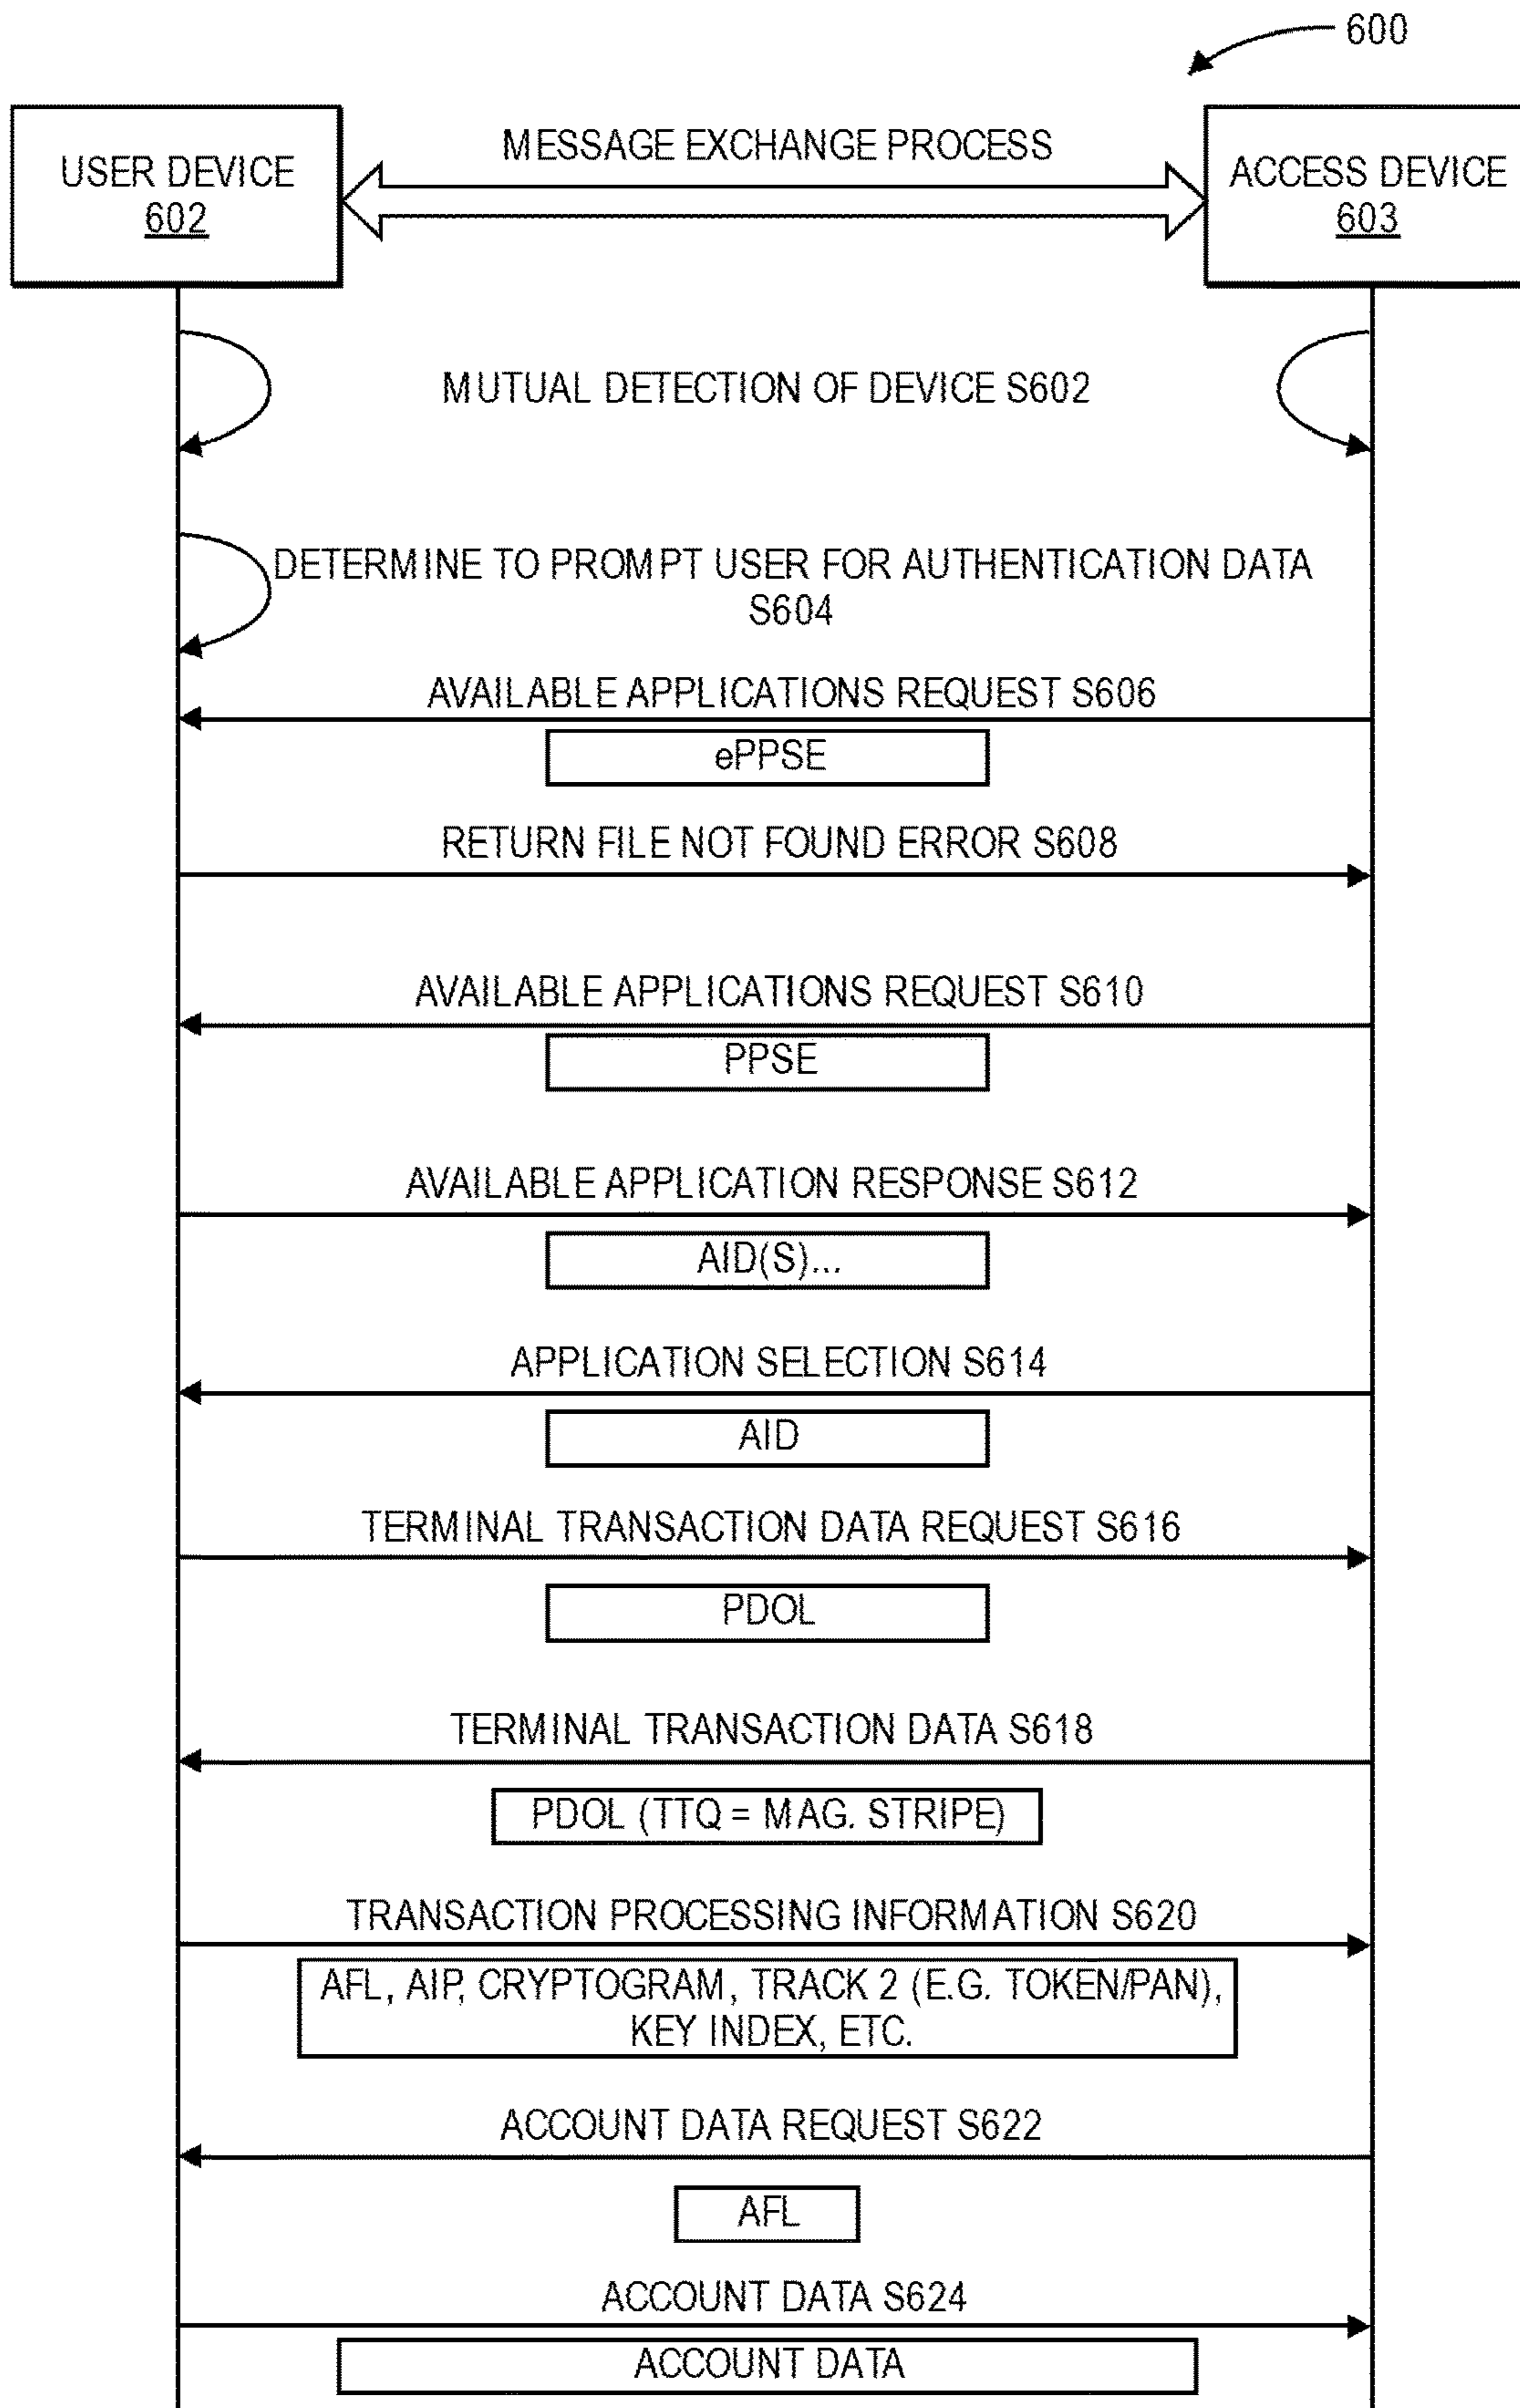 600
USER DEVICE
602
MESSAGE EXCHANGE PROCESS
ACCESS DEVICE
603
MUTUAL DETECTION OF DEVICE S602
DETERMINE TO PROMPT USER FOR AUTHENTICATION DATA
S604
AVAILABLE APPLICATIONS REQUEST S606
ePPSE
RETURN FILE NOT FOUND ERROR S608
AVAILABLE APPLICATIONS REQUEST S610
PPSE
AVAILABLE APPLICATION RESPONSE S612
AID(S)...
APPLICATION SELECTION S614
AID
TERMINAL TRANSACTION DATA REQUEST S616
PDOL
TERMINAL TRANSACTION DATA S618
PDOL (TTQ = MAG. STRIPE)
TRANSACTION PROCESSING INFORMATION S620
AFL, AIP, CRYPTOGRAM, TRACK 2 (E.G. TOKEN/PAN),
KEY INDEX, ETC.
ACCOUNT DATA REQUEST S622
AFL
ACCOUNT DATA S624
ACCOUNT DATA